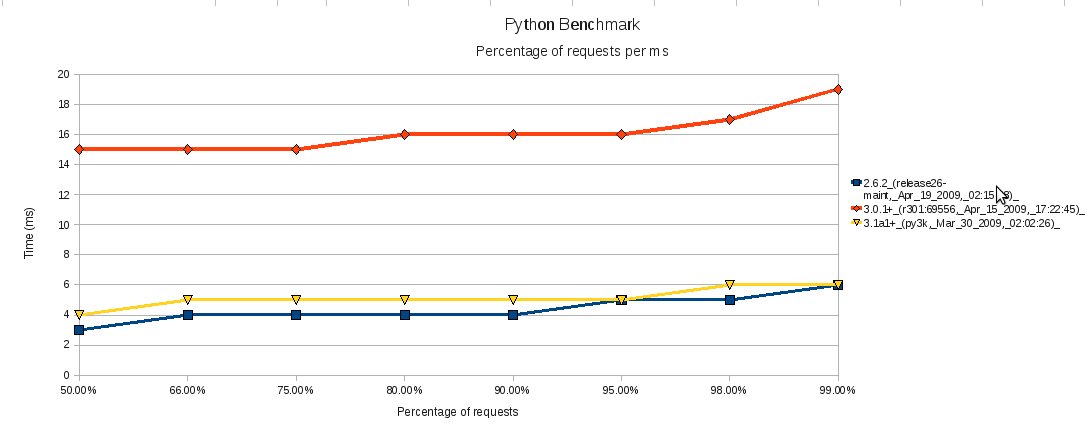 Python Benchmark
Percentage of requests per ms
20
18
16
14
12
10
8
6
4
2
0
Time (ms)
50.00%
66.00%
75.00%
80.00%
90.00%
95.00%
98.00%
99.00%
Percentage of requests
2.6.2_(release26-
maint,_Apr_19_2009,
3.0.1+_(r301:69556,_Apr_15_2009,_17:22:45)_
3.1a1+_(py3k,_Mar_30_2009,_02:02:26)_